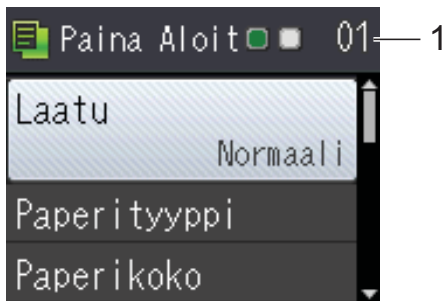 Paina Aloit 01 1
Laatu
Normaali
Paperityyppi
Paperikoko